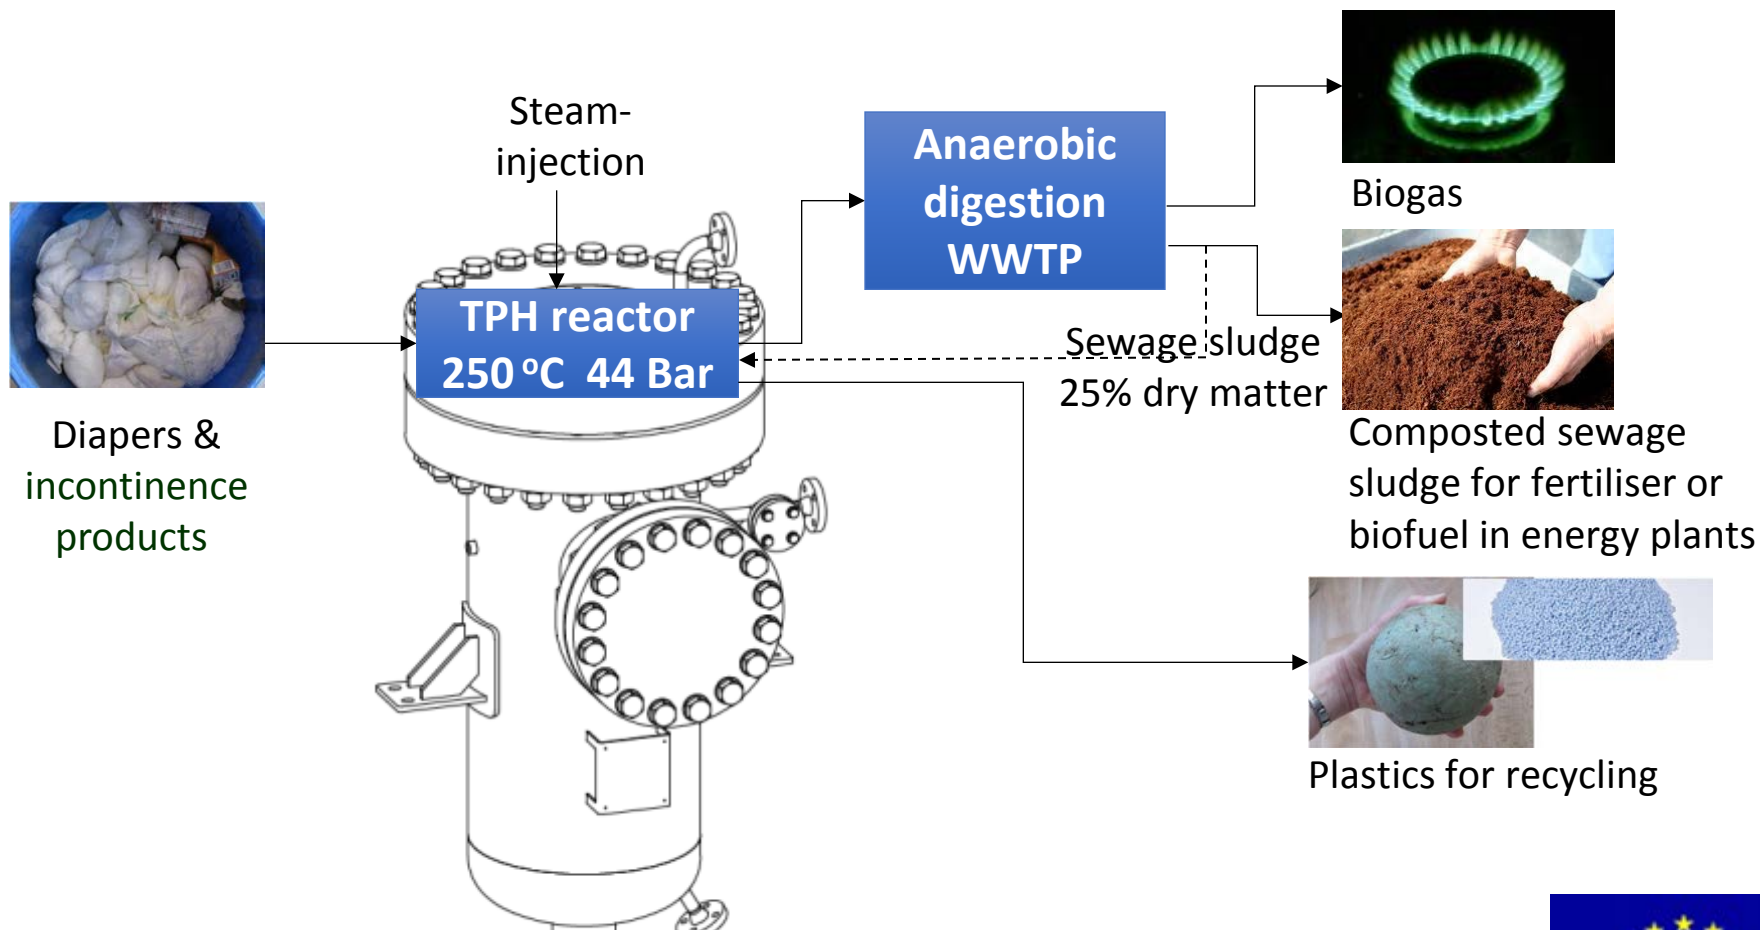 Steam-
injection
Anaerobic
digestion
WWTP
Biogas
TPH reactor
250 °C 44 Bar
Sewage sludge
25% dry matter
Diapers &
incontinence
products
Composted sewage
sludge for fertiliser or
biofuel in energy plants
Plastics for recycling